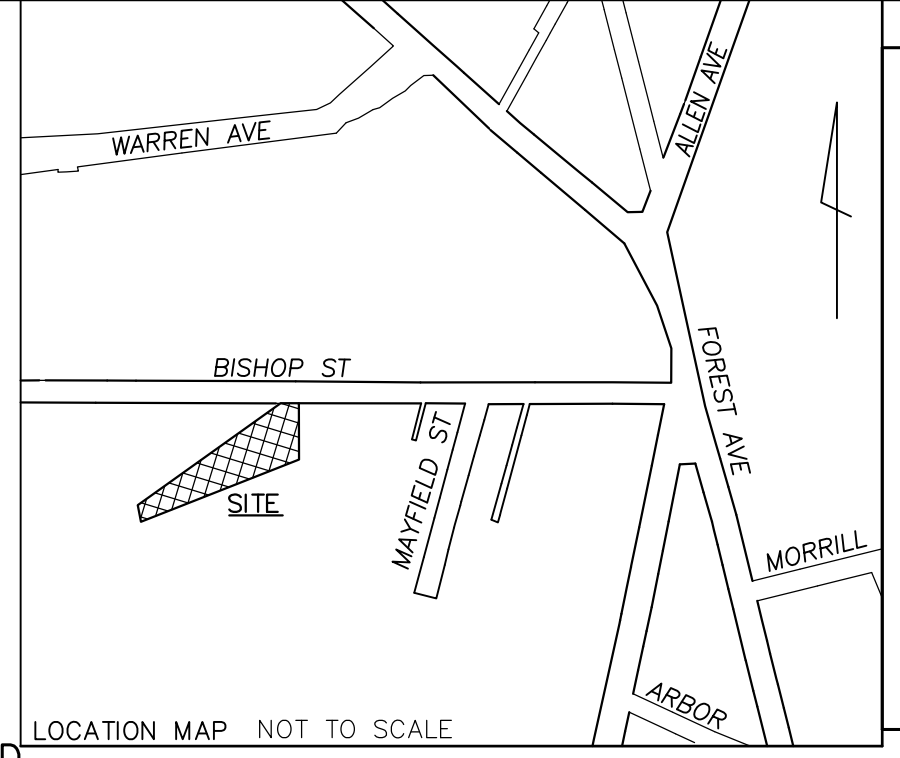 WARREN AVE
ALLEN AVE
BISHOP ST
FOREST AVE
MAYFIELD ST
SITE
MORRILL
ARBOR
LOCATION MAP NOT TO SCALE